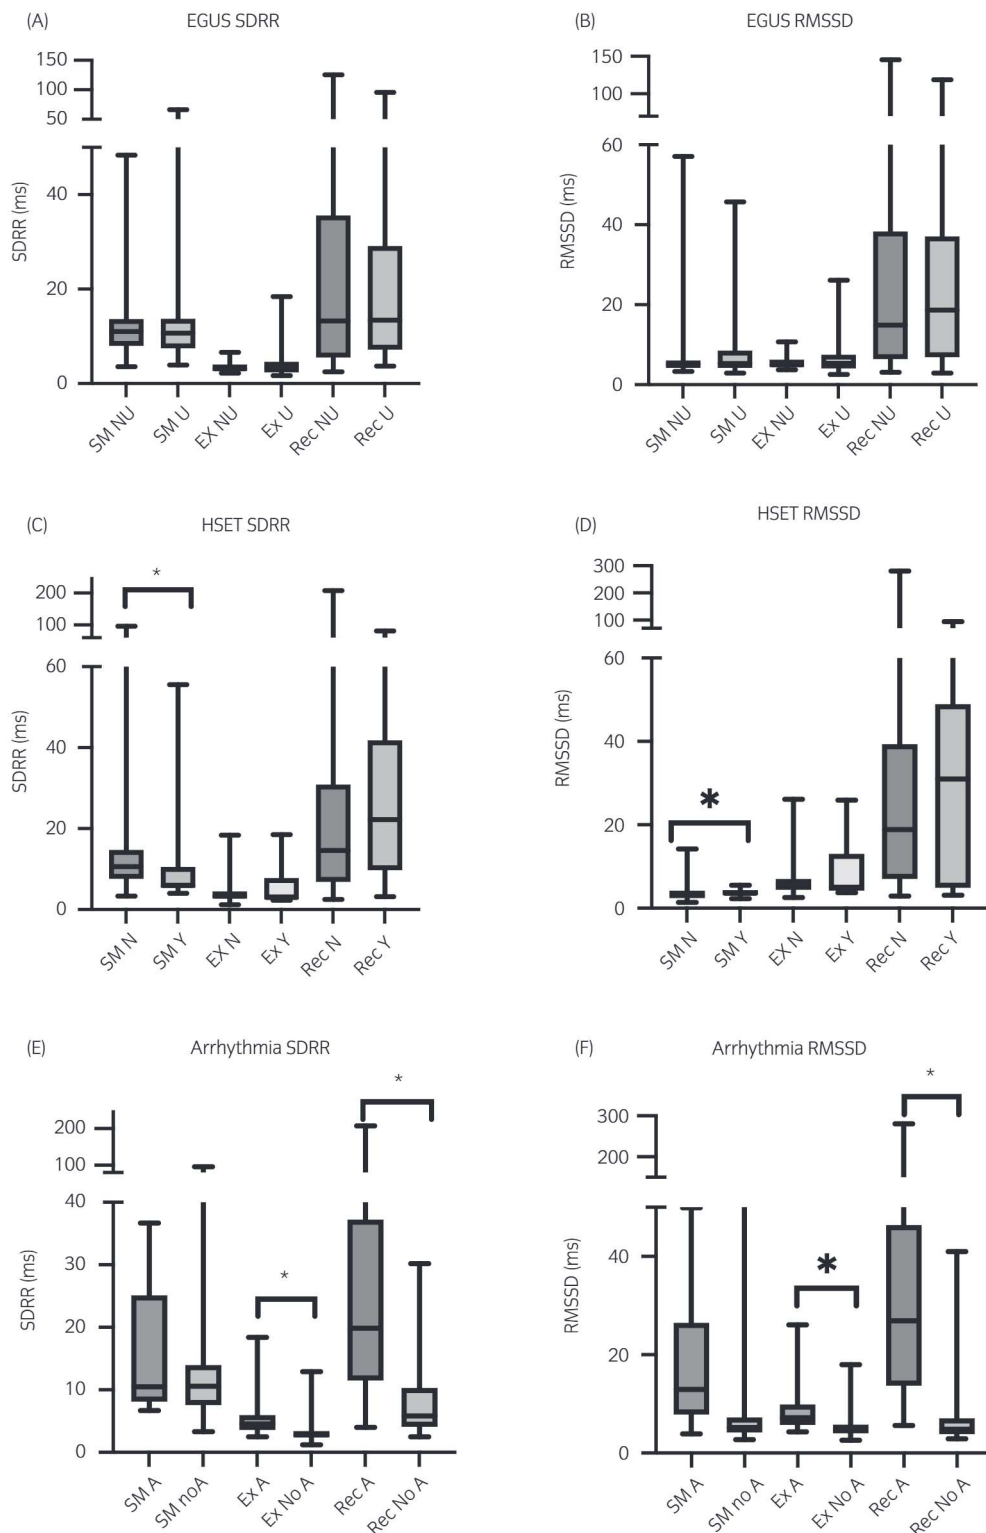 (A)
EGUS SDRR
150
100
50
40
20
0
SDRR (ms)
SM NU
SM U
EX NU
Ex U
Rec NU
Rec U
(B)
EGUS RMSSD
150
100
60
40
20
0
RMSSD (ms)
SM NU
SM U
EX NU
Ex U
Rec NU
Rec U
(C)
HSET SDRR
*
200
100
60
40
20
0
SDRR (ms)
SM N
SM Y
EX N
Ex Y
Rec N
Rec Y
(D)
HSET RMSSD
300
200
100
60
40
20
0
RMSSD (ms)
*
SM N
SM Y
EX N
Ex Y
Rec N
Rec Y
(E)
Arrhythmia SDRR
*
200
100
40
30
20
10
0
SDRR (ms)
*
SM A
SM noA
Ex A
Ex No A
Rec A
Rec No A
(F)
Arrhythmia RMSSD
*
300
200
40
20
0
RMSSD (ms)
*
SM A
SM no A
Ex A
Ex No A
Rec A
Rec No A